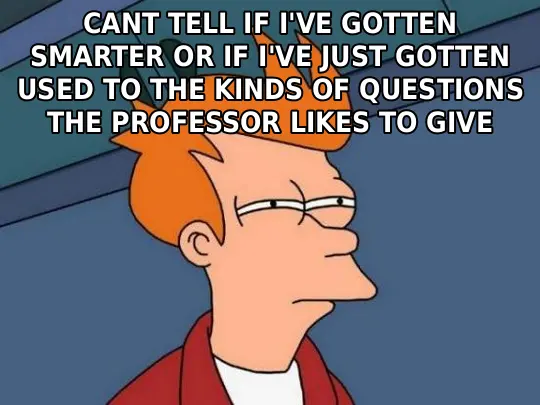 CANT TELL IF I'VE GOTTEN
SMARTER OR IF I'VE JUST GOTTEN
USED TO THE KINDS OF QUESTIONS
THE PROFESSOR LIKES TO GIVE